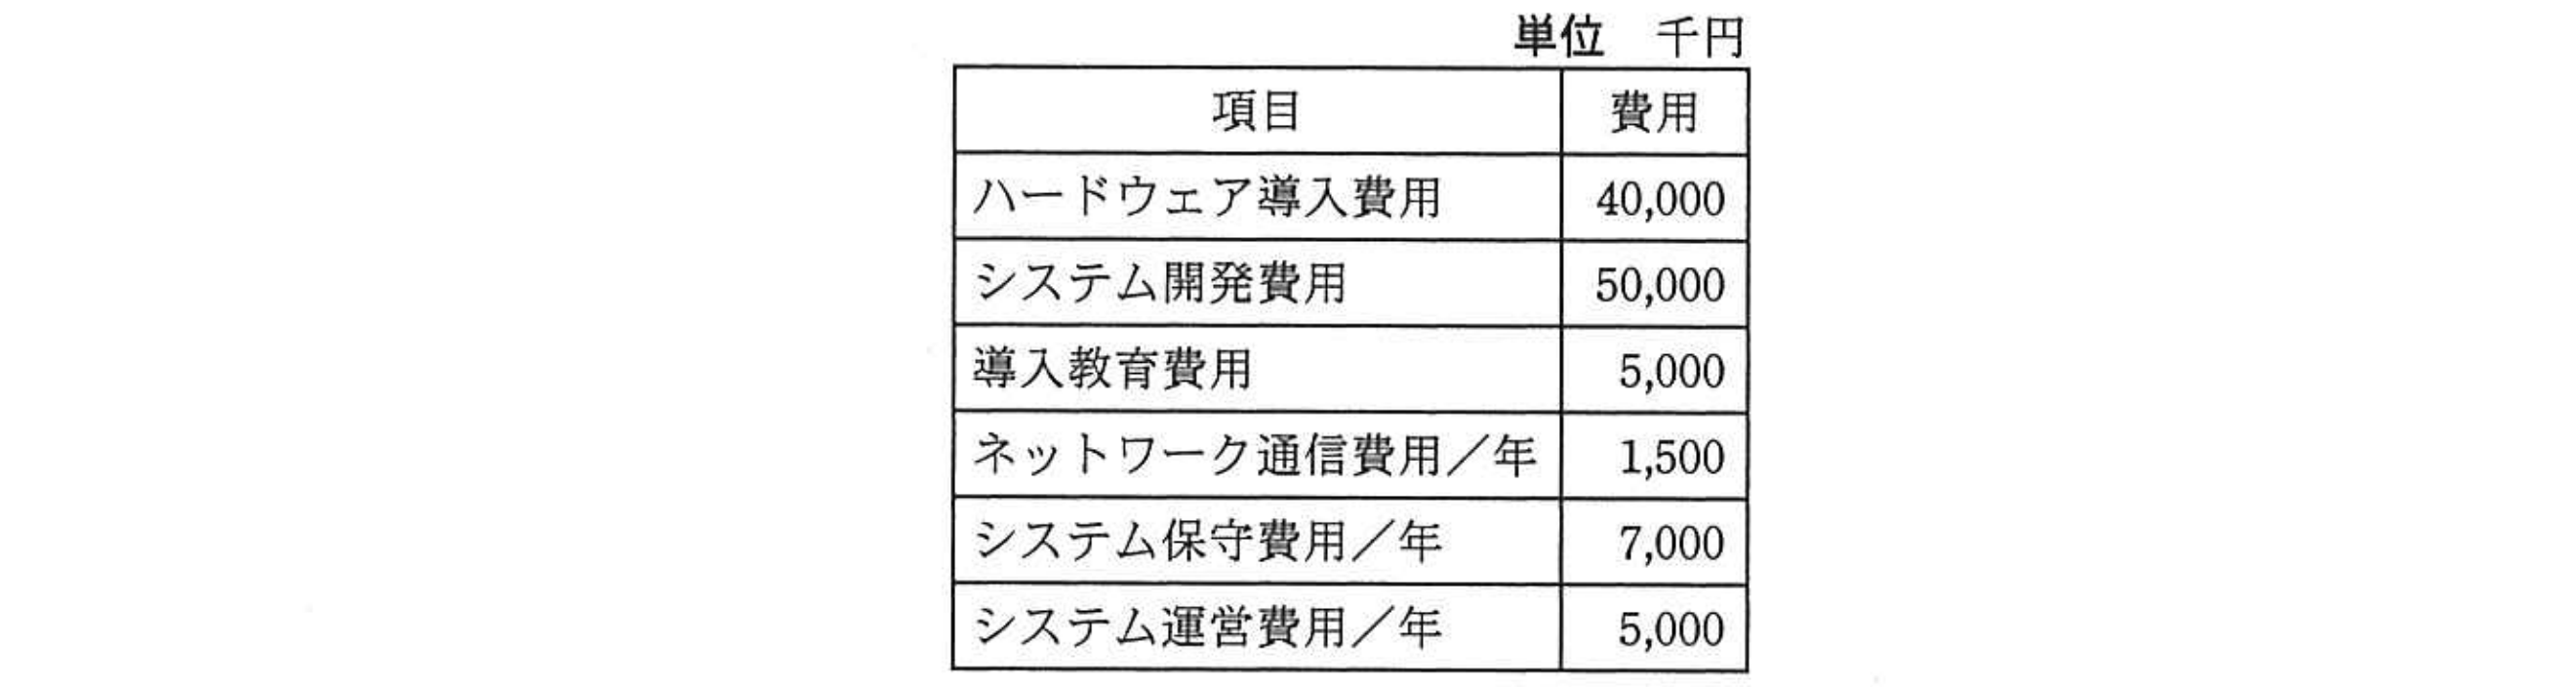 単位　千円
項目　費用
ハードウェア導入費用　40,000
システム開発費用　50,000
導入教育費用　5,000
ネットワーク通信費用／年　1,500
システム保守費用／年　7,000
システム運営費用／年　5,000